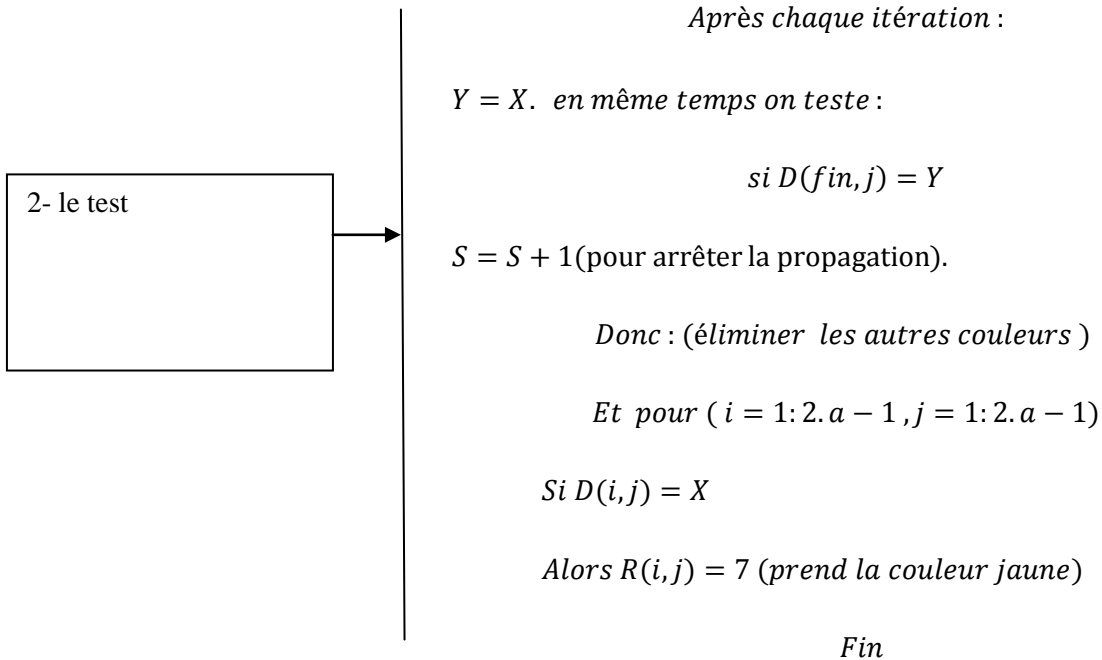 2- le test
Après chaque itération :
Y = X. en même temps on teste :
si D(fin, j) = Y
S = S + 1(pour arrêter la propagation).
Donc : (éliminer les autres couleurs )
Et pour ( i = 1: 2. a − 1 , j = 1: 2. a − 1)
Si D(i, j) = X
Alors R(i, j) = 7 (prend la couleur jaune)
Fin